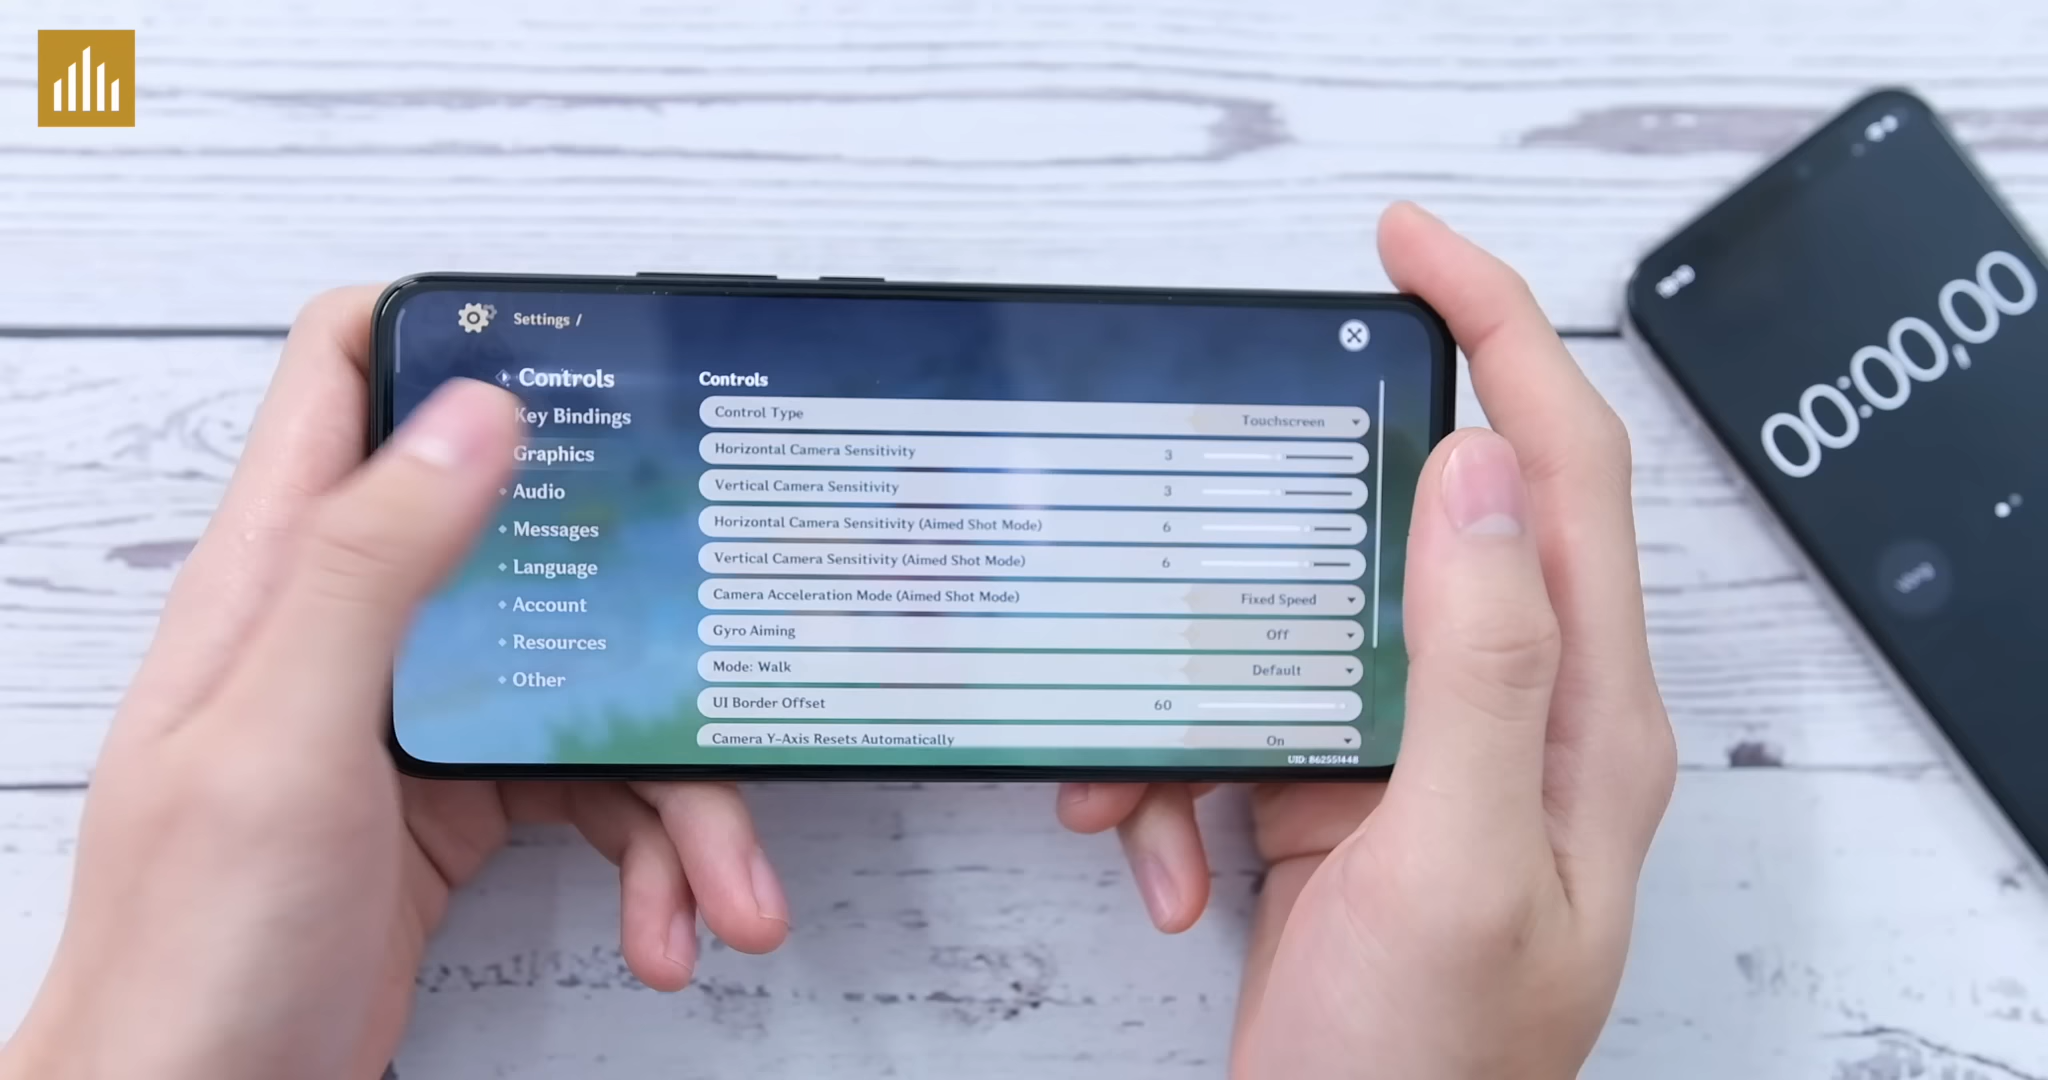 Settings /
Controls
Key Bindings
Graphics
Audio
Messages
Language
Account
Resources
Other
Controls
Control Type Touchscreen
Horizontal Camera Sensitivity 3
Vertical Camera Sensitivity 3
Horizontal Camera Sensitivity (Aimed Shot Mode) 6
Vertical Camera Sensitivity (Aimed Shot Mode) 6
Camera Acceleration Mode (Aimed Shot Mode) Fixed Speed
Gyro Aiming Off
Mode: Walk Default
UI Border Offset 60
Camera Y-Axis Resets Automatically On
UID: 862551448
00:00,00